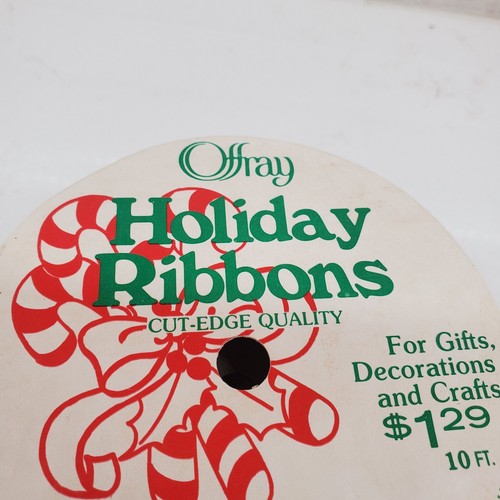 Offray
Holiday
Ribbons
CUT-EDGE QUALITY
For Gifts,
Decorations
and Crafts
$1.29
10 FT.